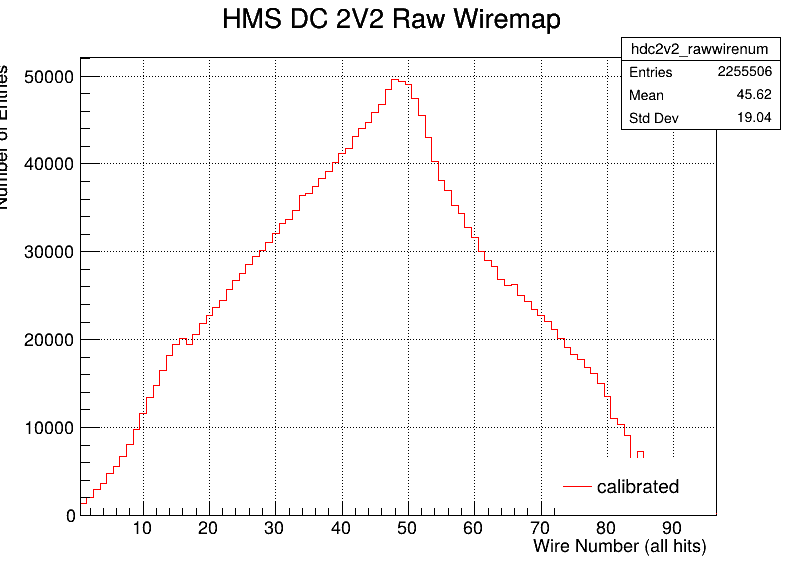 HMS DC 2V2 Raw Wiremap
hdc2v2_rawwirenum
Entries 2255506
Mean 45.62
Std Dev 19.04
Number of Entries
50000
40000
30000
20000
10000
0
calibrated
10 20 30 40 50 60 70 80 90
Wire Number (all hits)